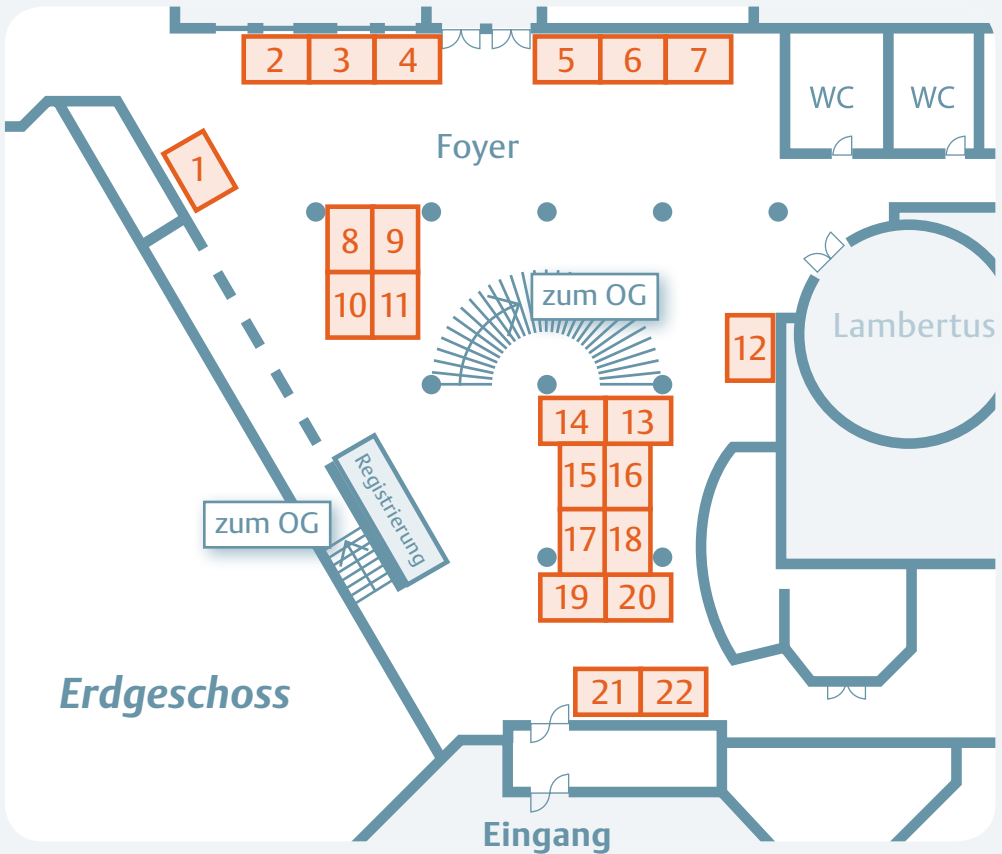 2 3 4 5 6 7
WC WC
Foyer
1
8 9
10 11
zum OG
Lambertus
12
14 13
15 16
Registrierung
zum OG
17 18
19 20
Erdgeschoss
21 22
Eingang